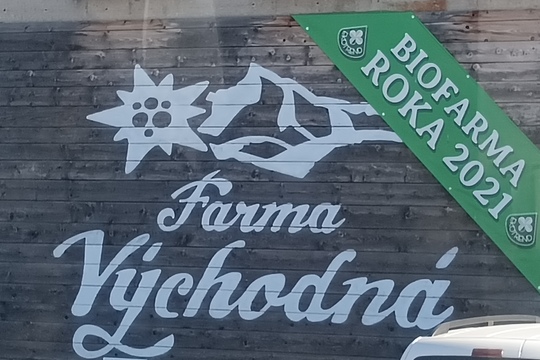 BIOFARMA
ROKA 2021
Farma
Východná